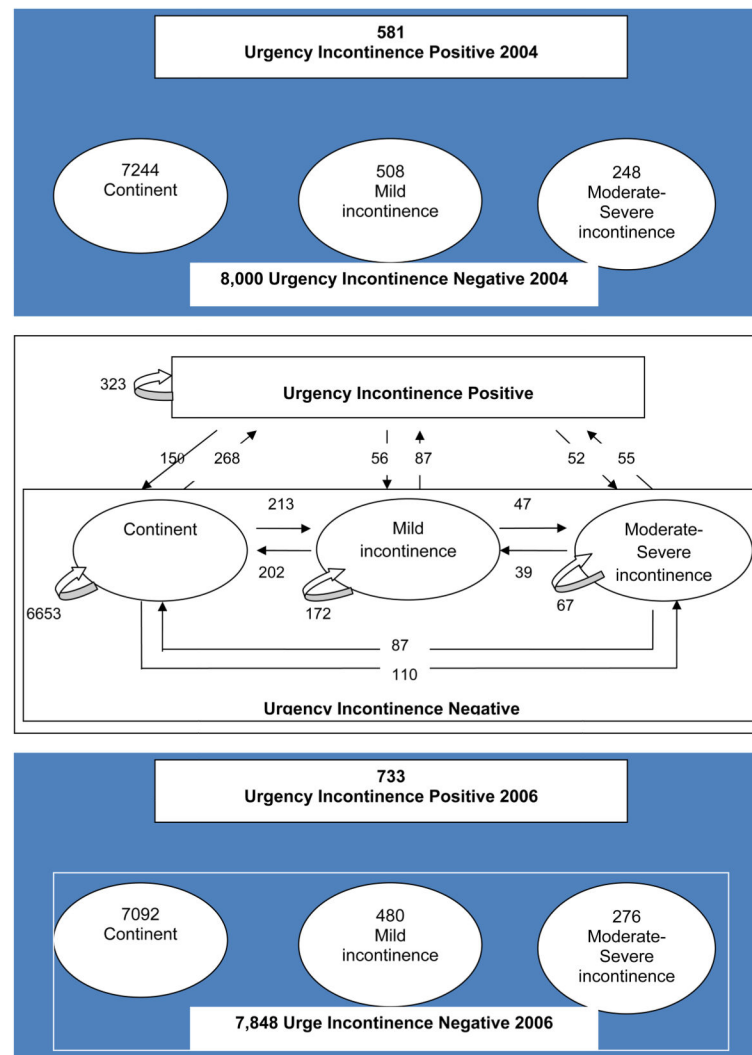 581
Urgency Incontinence Positive 2004
7244
Continent
508
Mild
incontinence
248
Moderate-
Severe
incontinence
8,000 Urgency Incontinence Negative 2004
323
Urgency Incontinence Positive
150
268
56
87
52
55
Continent
213
202
Mild
incontinence
47
39
Moderate-
Severe
incontinence
6653
172
67
87
110
Urgency Incontinence Negative
733
Urgency Incontinence Positive 2006
7092
Continent
480
Mild
incontinence
276
Moderate-
Severe
incontinence
7,848 Urge Incontinence Negative 2006